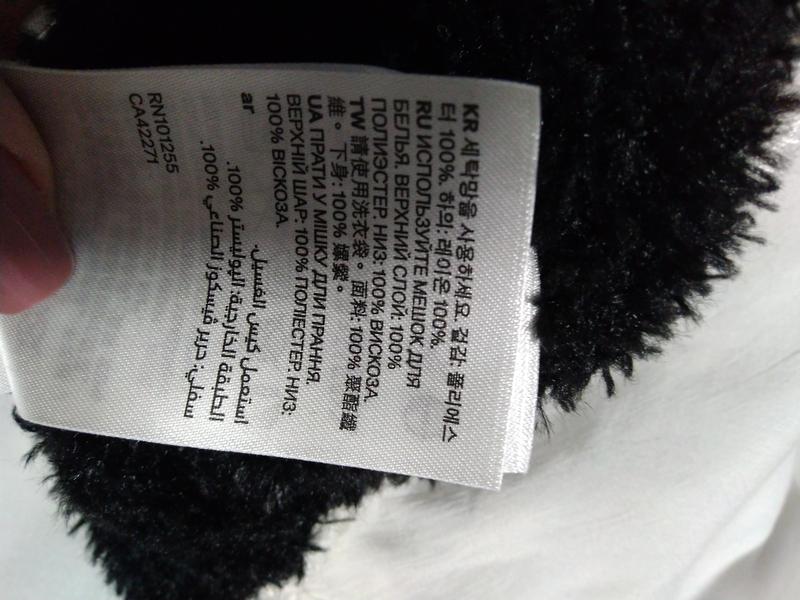 KR 세탁망을 사용하세요. 겉감: 폴리에스
터 100%. 하의: 레이온 100%.
RU ИСПОЛЬЗУЙТЕ МЕШОК ДЛЯ
БЕЛЬЯ. ВЕРХНИЙ СЛОЙ: 100%
ПОЛИЭСТЕР. НИЗ: 100% ВИСКОЗА.
TW 請使用洗衣袋。 面料: 100% 聚酯纖
維。 下身: 100% 嫘縈。
UA ПРАТИ У МІШКУ ДЛИ ПРАННЯ.
ВЕРХНІЙ ШАР: 100% ПОЛІЕСТЕР. НИЗ:
100% ВІСКОЗА.
ar
استعمل كيس الغسيل.
الطبقة الخارجية: البوليستر 100%.
سفلي: حرير فيسكوز الصناعي 100%.
RN101255
CA42271